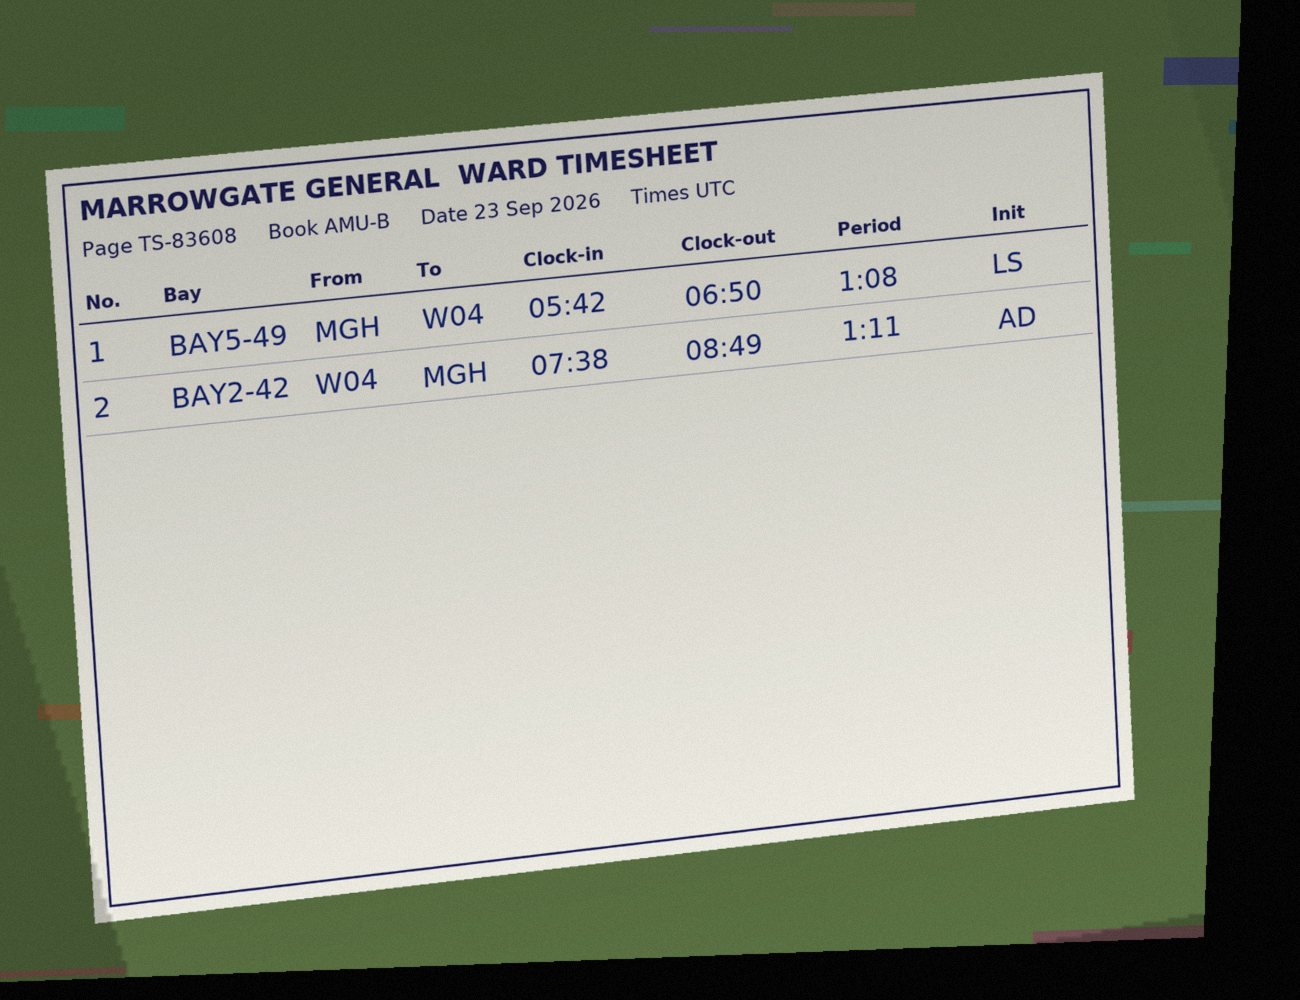 MARROWGATE GENERAL WARD TIMESHEET
Page TS-83608 Book AMU-B Date 23 Sep 2026 Times UTC
No. Bay From To Clock-in Clock-out Period Init
1 BAY5-49 MGH W04 05:42 06:50 1:08 LS
2 BAY2-42 W04 MGH 07:38 08:49 1:11 AD